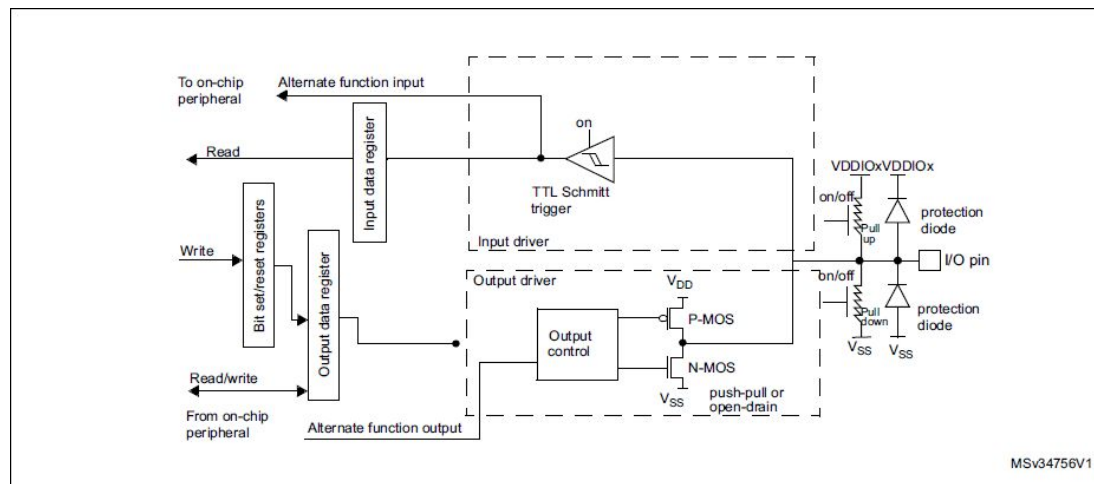 To on-chip
peripheral
Alternate function input
on
Read
Input data register
TTL Schmitt
trigger
Input driver
VDDIOx
VDDIOx
on/off
Pull
up
protection
diode
Write
Bit set/reset registers
Output data register
I/O pin
Output driver
VDD
P-MOS
Output
control
N-MOS
VSS
push-pull or
open-drain
on/off
Pull
down
VSS
protection
diode
VSS
Read/write
From on-chip
peripheral
Alternate function output
MSv34756V1